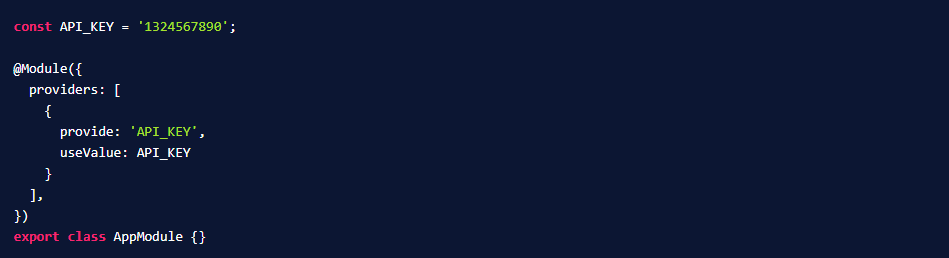 const API_KEY = '1324567890';
@Module({
  providers: [
    {
      provide: 'API_KEY',
      useValue: API_KEY
    }
  ],
})
export class AppModule {}